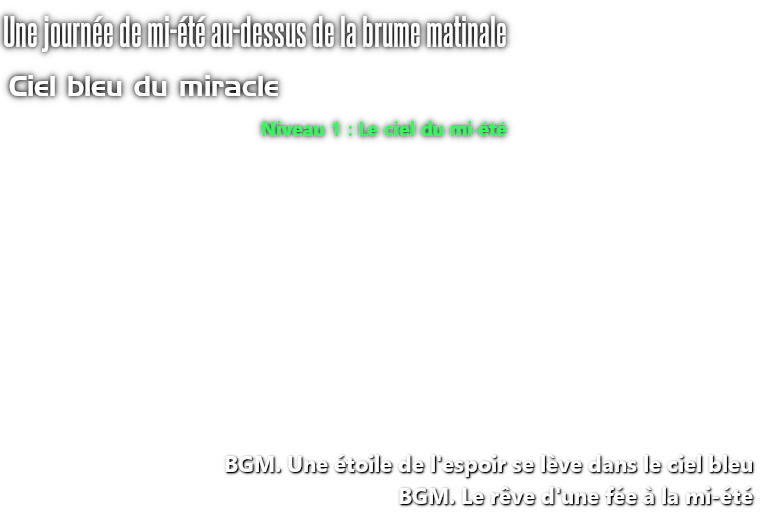 Une journée de mi-été au-dessus de la brume matinale
Ciel bleu du miracle
Niveau 1 : Le ciel du mi-été
BGM. Une étoile de l'espoir se lève dans le ciel bleu
BGM. Le rêve d'une fée à la mi-été